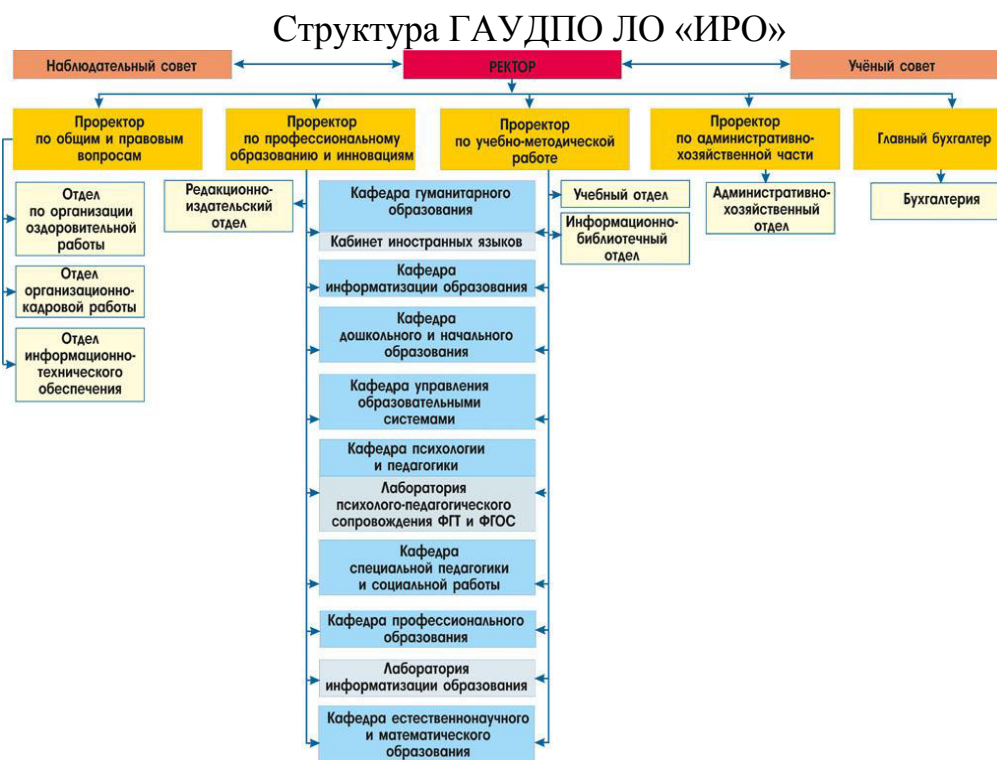 Структура ГАУДПО ЛО «ИРО»
Наблюдательный совет
РЕКТОР
Учёный совет
Проректор
по общим и правовым
вопросам
Проректор
по профессиональному
образованию и инновациям
Проректор
по учебно-методической
работе
Проректор
по административно-
хозяйственной части
Главный бухгалтер
Отдел
по организации
оздоровительной
работы
Отдел
организационно-
кадровой работы
Отдел
информационно-
технического
обеспечения
Редакционно-
издательский
отдел
Кафедра гуманитарного
образования
Кабинет иностранных языков
Кафедра
информатизации образования
Кафедра
дошкольного и начального
образования
Кафедра управления
образовательными
системами
Кафедра психологии
и педагогики
Лаборатория
психолого-педагогического
сопровождения ФГТ и ФГОС
Кафедра
специальной педагогики
и социальной работы
Кафедра профессионального
образования
Лаборатория
информатизации образования
Кафедра естественнонаучного
и математического
образования
Учебный отдел
Информационно-
библиотечный
отдел
Административно-
хозяйственный
отдел
Бухгалтерия